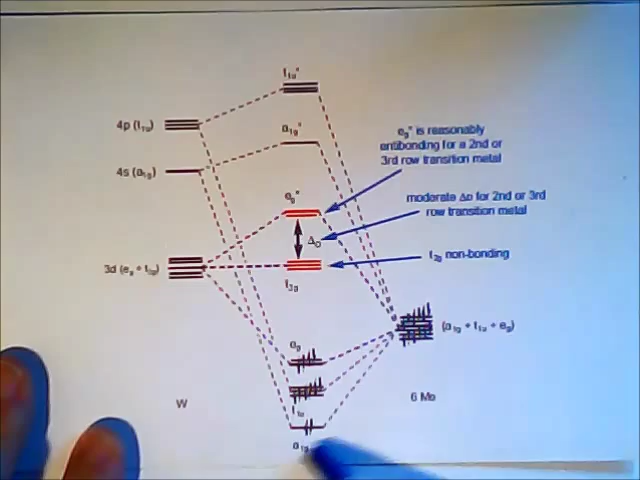 t1u*
4p (t1u)
a1g*
4s (a1g)
eg* is reasonably
antibonding for a 2nd or
3rd row transition metal
eg*
moderate Δo for 2nd or 3rd
row transition metal
Δo
t2g non-bonding
3d (eg + t2g)
t2g
(a1g + t1u + eg)
eg
t1u
W
6 Me
a1g